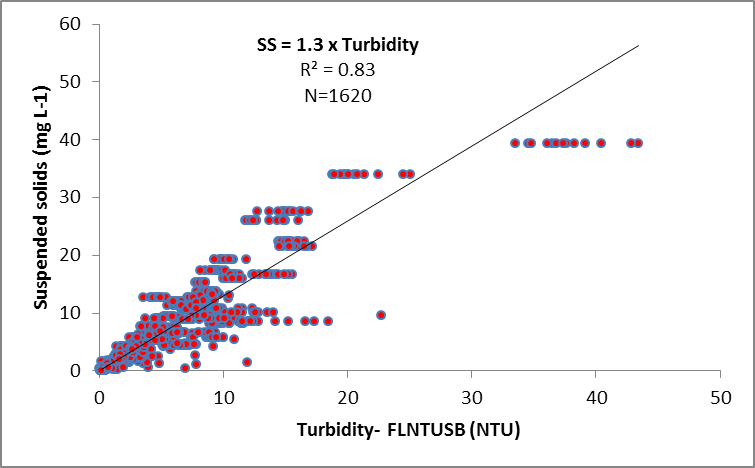 SS = 1.3 x Turbidity
R² = 0.83
N=1620
Suspended solids (mg L-1)
60
50
40
30
20
10
0
0 10 20 30 40 50
Turbidity- FLNTUSB (NTU)